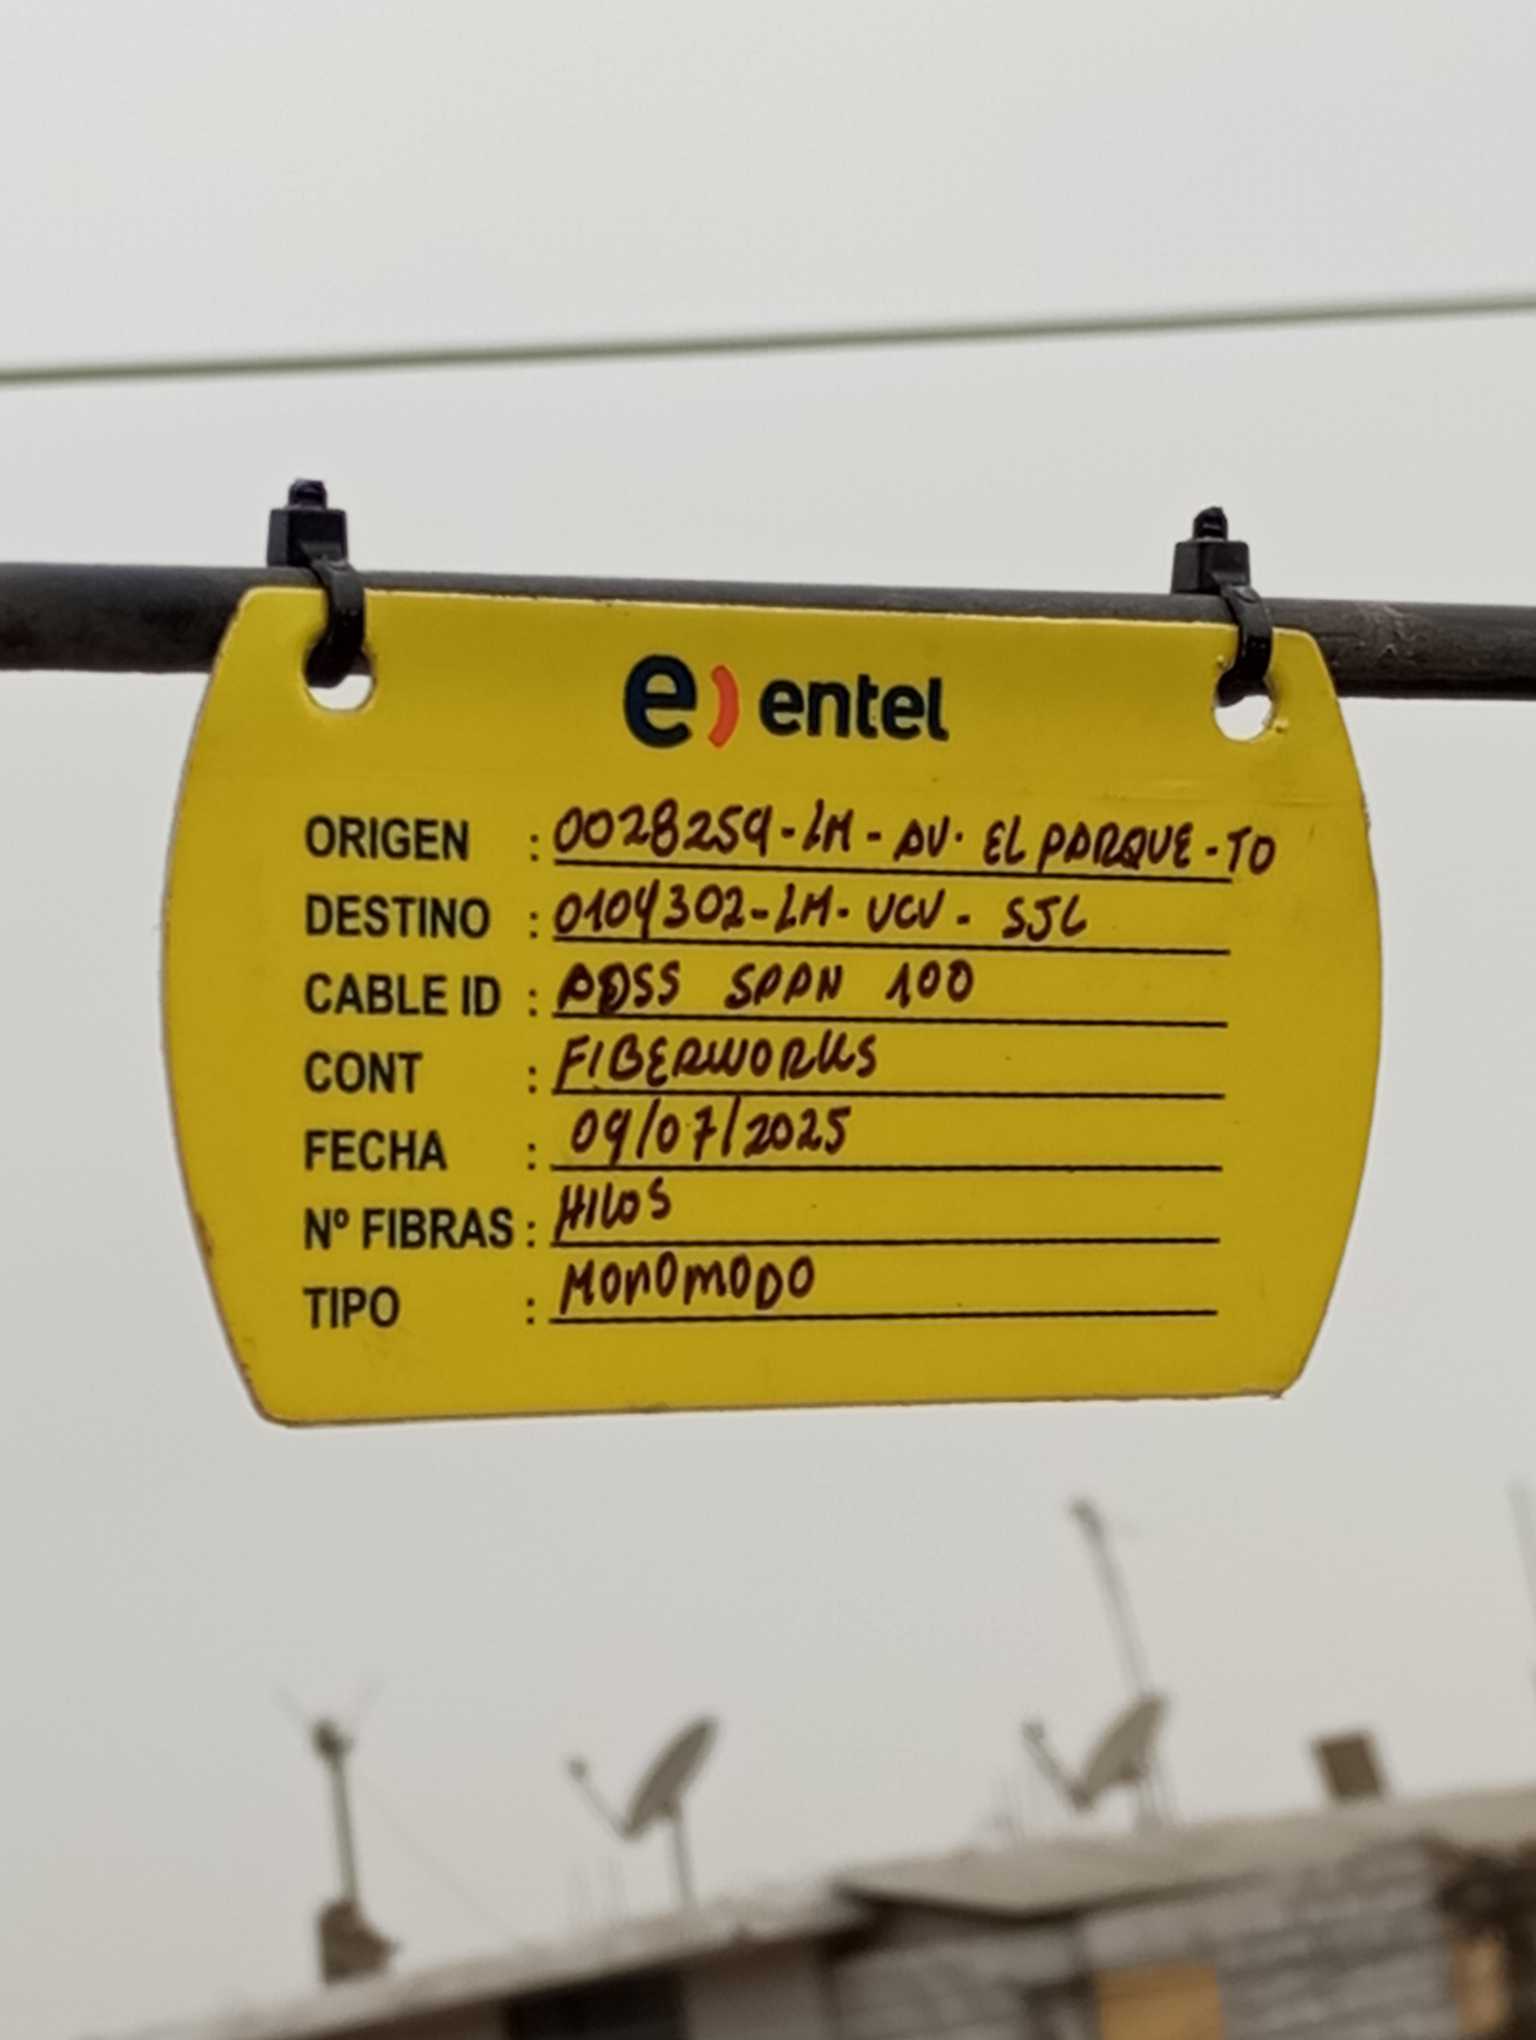 e) entel
ORIGEN : 0028259-LM-AV. EL PARQUE-TO
DESTINO : 0104302-LM-UCV-SJL
CABLE ID : ADSS SPAN 100
CONT : FIBERWORKS
FECHA : 09/07/2025
Nº FIBRAS : HILOS
TIPO : MONOMODO